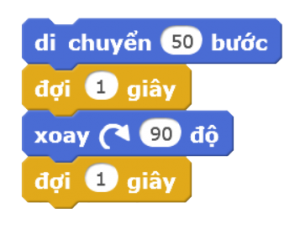 di chuyển 50 bước
đợi 1 giây
xoay 90 độ
đợi 1 giây